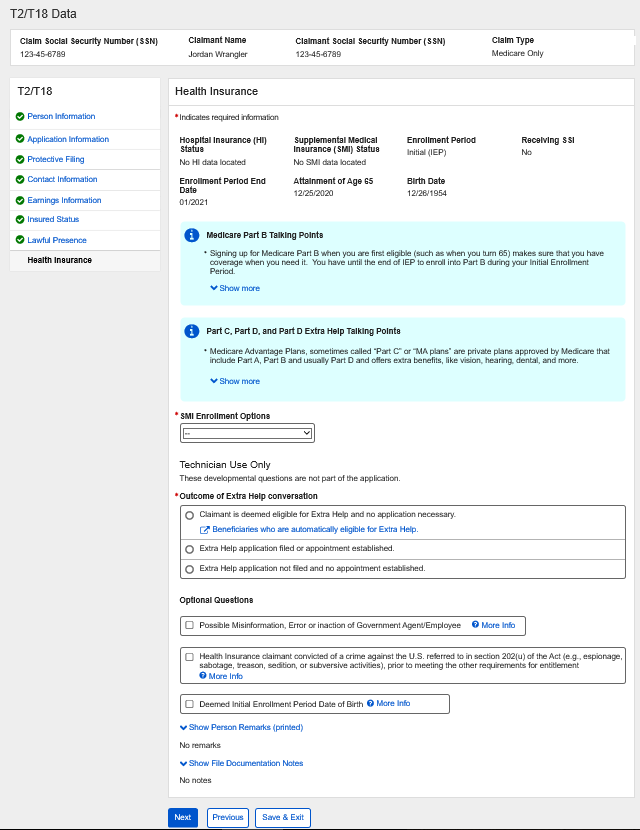 T2/T18 Data
Claim Social Security Number (SSN)
123-45-6789
Claimant Name
Jordan Wrangler
Claimant Social Security Number (SSN)
123-45-6789
Claim Type
Medicare Only
T2/T18
Person Information
Application Information
Protective Filing
Contact Information
Earnings Information
Insured Status
Lawful Presence
Health Insurance
Health Insurance
*Indicates required information
Hospital Insurance (HI)
Status
No HI data located
Supplemental Medical
Insurance (SMI) Status
No SMI data located
Enrollment Period
Initial (IEP)
Receiving SSI
No
Enrollment Period End
Date
01/2021
Attainment of Age 65
12/25/2020
Birth Date
12/26/1954
Medicare Part B Talking Points
• Signing up for Medicare Part B when you are first eligible (such as when you turn 65) makes sure that you have
coverage when you need it. You have until the end of IEP to enroll into Part B during your Initial Enrollment
Period.
Show more
Part C, Part D, and Part D Extra Help Talking Points
• Medicare Advantage Plans, sometimes called “Part C” or “MA plans” are private plans approved by Medicare that
include Part A, Part B and usually Part D and offers extra benefits, like vision, hearing, dental, and more.
Show more
* SMI Enrollment Options
--
Technician Use Only
These developmental questions are not part of the application.
*Outcome of Extra Help conversation
Claimant is deemed eligible for Extra Help and no application necessary.
Beneficiaries who are automatically eligible for Extra Help.
Extra Help application filed or appointment established.
Extra Help application not filed and no appointment established.
Optional Questions
Possible Misinformation, Error or inaction of Government Agent/Employee More Info
Health Insurance claimant convicted of a crime against the U.S. referred to in section 202(u) of the Act (e.g., espionage,
sabotage, treason, sedition, or subversive activities), prior to meeting the other requirements for entitlement
More Info
Deemed Initial Enrollment Period Date of Birth More Info
Show Person Remarks (printed)
No remarks
Show File Documentation Notes
No notes
Next
Previous
Save & Exit